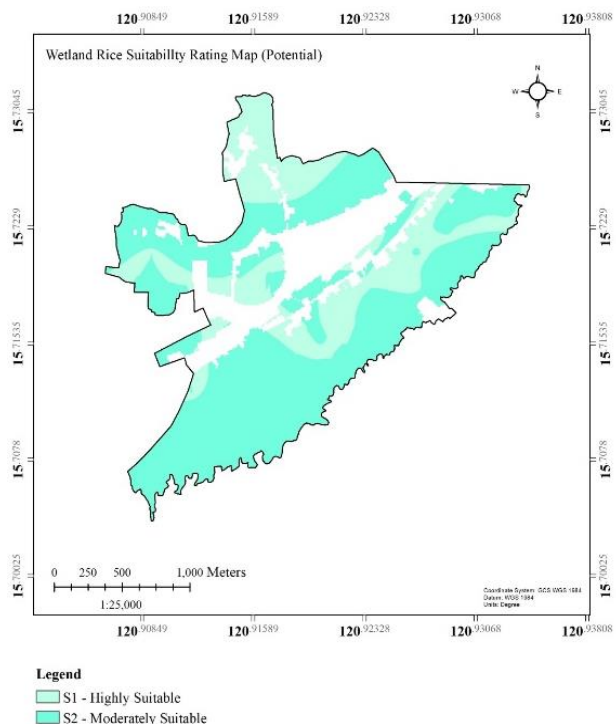 120.90849 120.91589 120.92328 120.93068 120.93808
Wetland Rice Suitability Rating Map (Potential)
N
W E
S
15.73045 15.73045
15.7229 15.7229
15.71535 15.71535
15.7078 15.7078
15.70025 15.70025
0 250 500 1,000 Meters
1:25,000
Coordinate System: GCS WGS 1984
Datum: WGS 1984
Units: Degree
120.90849 120.91589 120.92328 120.93068 120.93808
Legend
S1 - Highly Suitable
S2 - Moderately Suitable